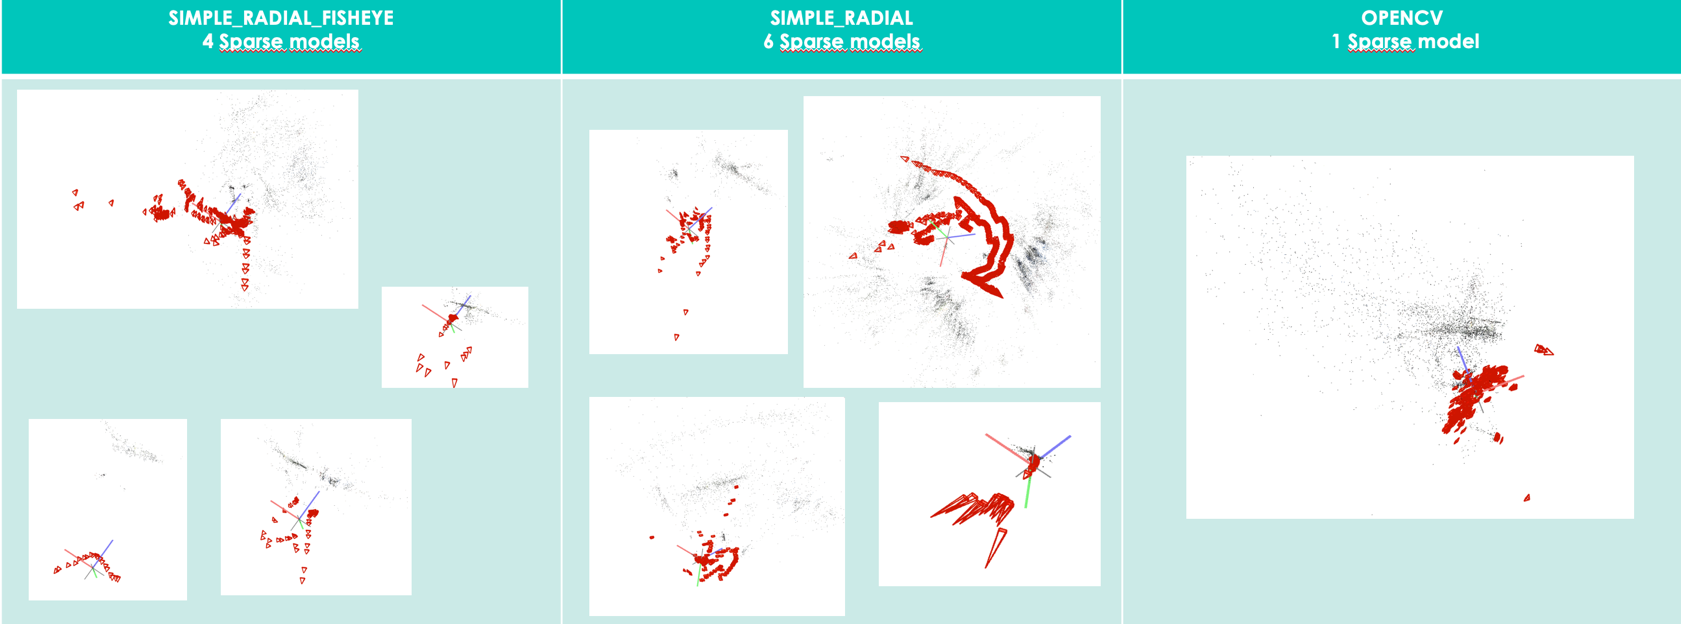 SIMPLE_RADIAL_FISHEYE
4 Sparse models
SIMPLE_RADIAL
6 Sparse models
OPENCV
1 Sparse model